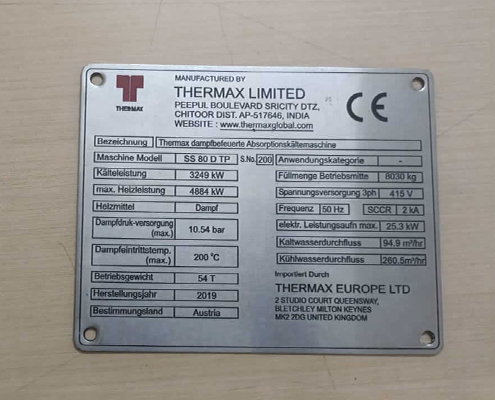 MANUFACTURED BY
THERMAX LIMITED
PEEPUL BOULEVARD SRICITY DTZ,
CHITOOR DIST. AP-517646, INDIA
WEBSITE : www.thermaxglobal.com
THERMAX
CE
Bezeichnung Thermax dampfbefeuerte Absorptionskältemaschine
Maschine Modell SS 80 D TP S.No. 200
Kälteleistung 3249 kW
max. Heizleistung 4884 kW
Heizmittel Dampf
Dampfdruk-versorgung (max.) 10.54 bar
Dampfeintrittstemp. (max.) 200 °C
Betriebsgewicht 54 T
Herstellungsjahr 2019
Bestimmungsland Austria
Anwendungskategorie -
Füllmenge Betriebsmitte 8030 kg
Spannungsversorgung 3ph 415 V
Frequenz 50 Hz SCCR 2 kA
elektr. Leistungsaufn max. 25.3 kW
Kaltwasserdurchfluss 94.9 m³/hr
Kühlwasserdurchfluss 260.5m³/hr
Importiert Durch
THERMAX EUROPE LTD
2 STUDIO COURT QUEENSWAY,
BLETCHLEY MILTON KEYNES
MK2 2DG UNITED KINGDOM